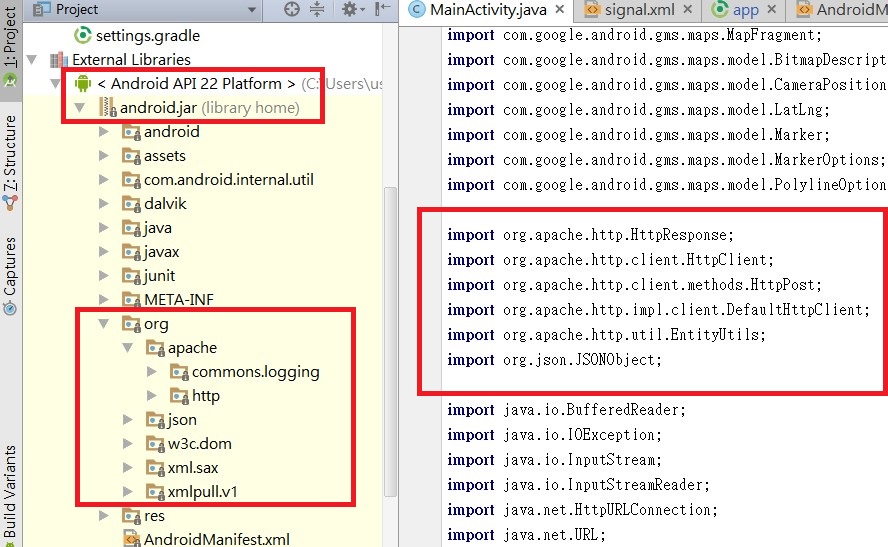 1: Project
Z: Structure
Captures
Build Variants
Project
settings.gradle
External Libraries
< Android API 22 Platform > (C:\Users\us
android.jar (library home)
android
assets
com.android.internal.util
dalvik
java
javax
junit
META-INF
org
apache
commons.logging
http
json
w3c.dom
xml.sax
xmlpull.v1
res
AndroidManifest.xml
MainActivity.java
signal.xml
app
AndroidM
import com.google.android.gms.maps.MapFragment;
import com.google.android.gms.maps.model.BitmapDescript
import com.google.android.gms.maps.model.CameraPosition
import com.google.android.gms.maps.model.LatLng;
import com.google.android.gms.maps.model.Marker;
import com.google.android.gms.maps.model.MarkerOptions;
import com.google.android.gms.maps.model.PolylineOption
import org.apache.http.HttpResponse;
import org.apache.http.client.HttpClient;
import org.apache.http.client.methods.HttpPost;
import org.apache.http.impl.client.DefaultHttpClient;
import org.apache.http.util.EntityUtils;
import org.json.JSONObject;
import java.io.BufferedReader;
import java.io.IOException;
import java.io.InputStream;
import java.io.InputStreamReader;
import java.net.HttpURLConnection;
import java.net.URL;